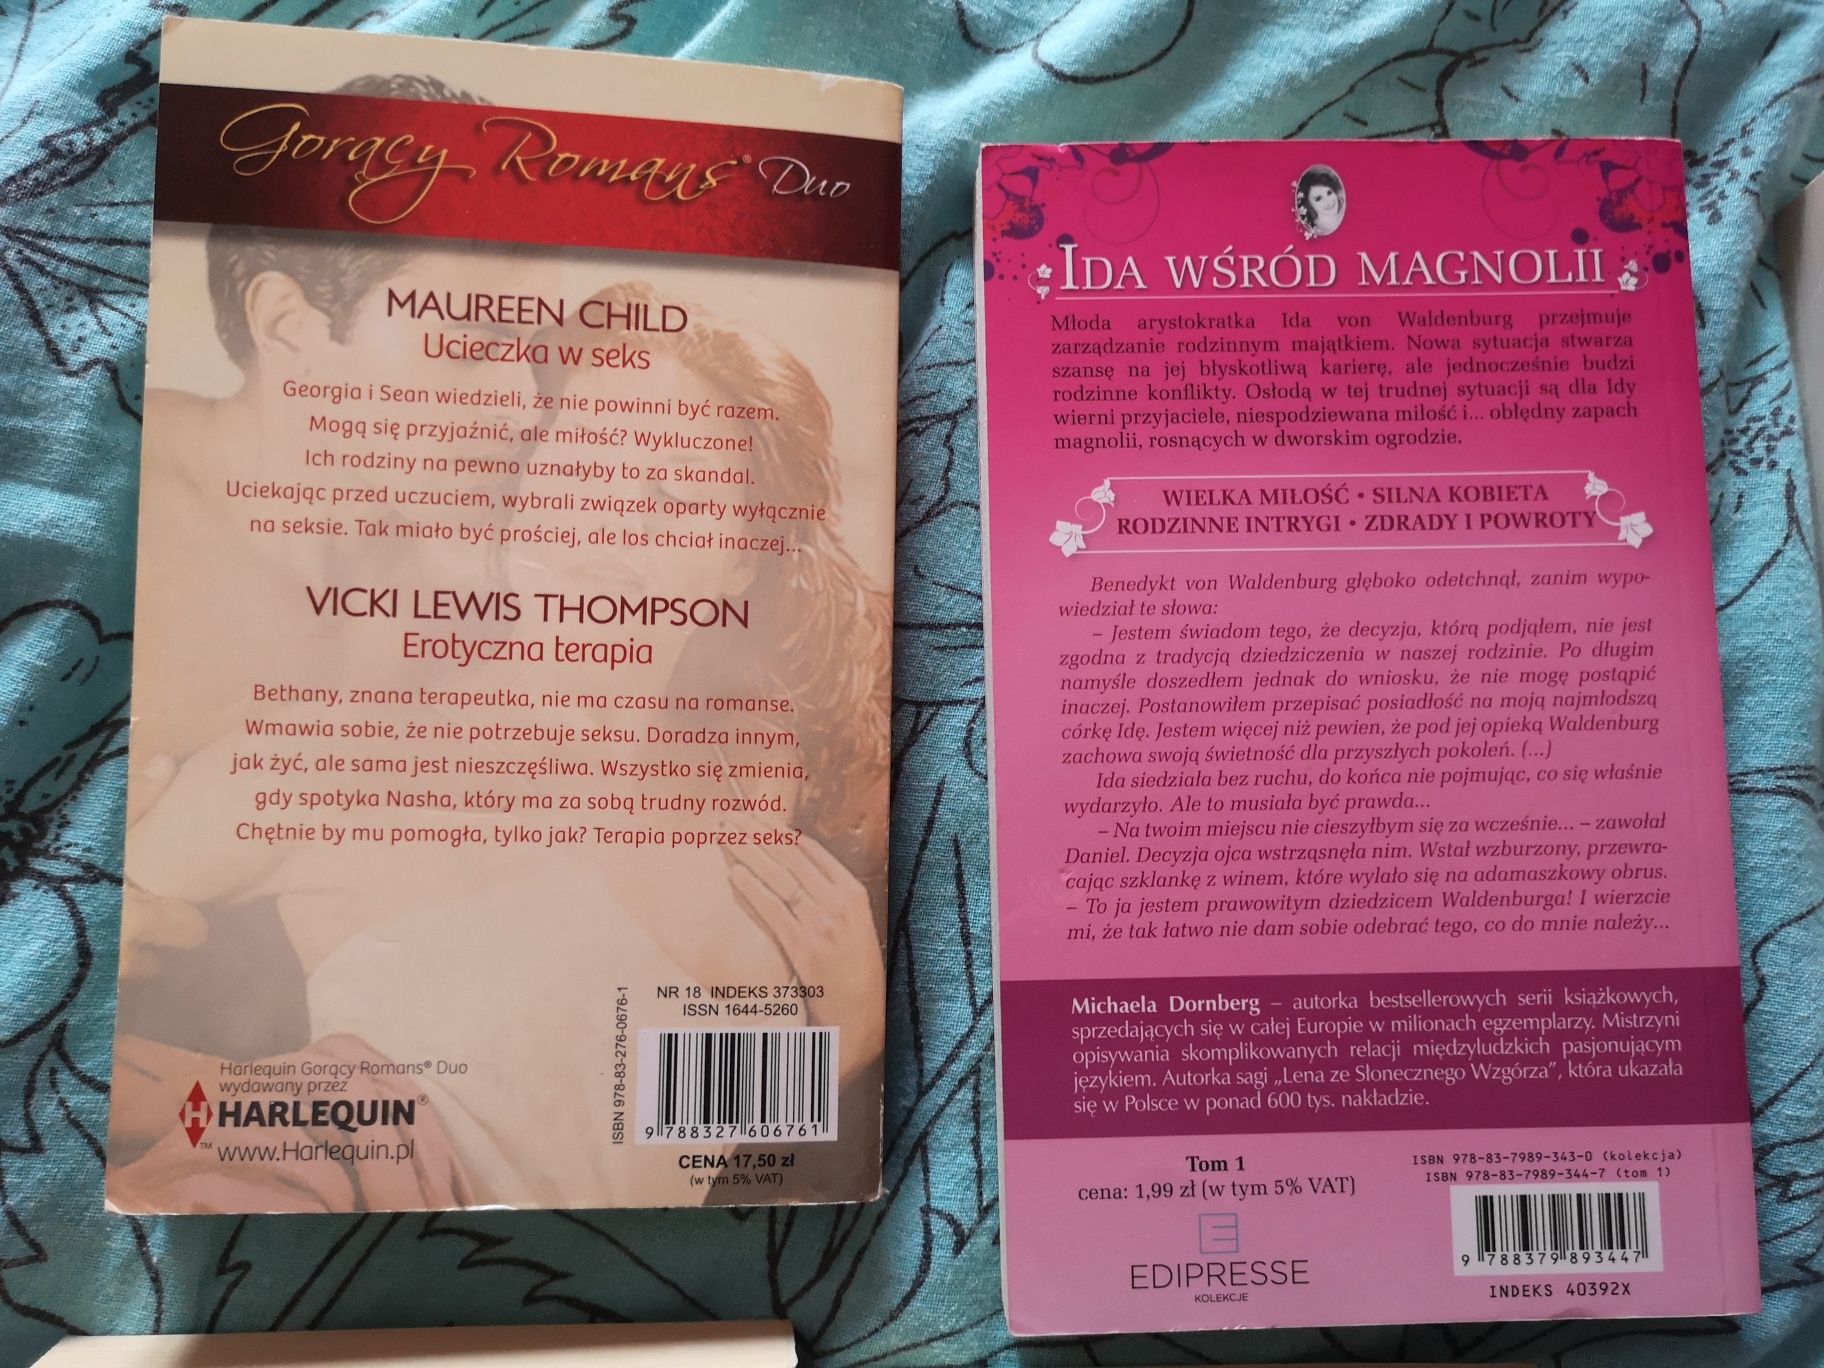 Gorący Romans® Duo
MAUREEN CHILD
Ucieczka w seks
Georgia i Sean wiedzieli, że nie powinni być razem.
Mogą się przyjaźnić, ale miłość? Wykluczone!
Ich rodziny na pewno uznałyby to za skandal.
Uciekając przed uczuciem, wybrali związek oparty wyłącznie
na seksie. Tak miało być prościej, ale los chciał inaczej...
VICKI LEWIS THOMPSON
Erotyczna terapia
Bethany, znana terapeutka, nie ma czasu na romanse.
Wmawia sobie, że nie potrzebuje seksu. Doradza innym,
jak żyć, ale sama jest nieszczęśliwa. Wszystko się zmienia,
gdy spotyka Nasha, który ma za sobą trudny rozwód.
Chętnie by mu pomogła, tylko jak? Terapia poprzez seks?
Harlequin Gorący Romans® Duo
wydawany przez
H HARLEQUIN®
™ www.Harlequin.pl
ISBN 978-83-276-0676-1
NR 18 INDEKS 373303
ISSN 1644-5260
9 788327 606761
CENA 17,50 zł
(w tym 5% VAT)
IDA WŚRÓD MAGNOLII
Młoda arystokratka Ida von Waldenburg przejmuje
zarządzanie rodzinnym majątkiem. Nowa sytuacja stwarza
szansę na jej błyskotliwą karierę, ale jednocześnie budzi
rodzinne konflikty. Osłodą w tej trudnej sytuacji są dla Idy
wierni przyjaciele, niespodziewana miłość i... obłędny zapach
magnolii, rosnących w dworskim ogrodzie.
WIELKA MIŁOŚĆ • SILNA KOBIETA
RODZINNE INTRYGI • ZDRADY I POWROTY
Benedykt von Waldenburg głęboko odetchnął, zanim wypo-
wiedział te słowa:
– Jestem świadom tego, że decyzja, którą podjąłem, nie jest
zgodna z tradycją dziedziczenia w naszej rodzinie. Po długim
namyśle doszedłem jednak do wniosku, że nie mogę postąpić
inaczej. Postanowiłem przepisać posiadłość na moją najmłodszą
córkę Idę. Jestem więcej niż pewien, że pod jej opieką Waldenburg
zachowa swoją świetność dla przyszłych pokoleń. (...)
Ida siedziała bez ruchu, do końca nie pojmując, co się właśnie
wydarzyło. Ale to musiała być prawda...
– Na twoim miejscu nie cieszyłbym się za wcześnie... – zawołał
Daniel. Decyzja ojca wstrząsnęła nim. Wstał wzburzony, przewra-
cając szklankę z winem, które wylało się na adamaszkowy obrus.
– To ja jestem prawowitym dziedzicem Waldenburga! I wierzcie
mi, że tak łatwo nie dam sobie odebrać tego, co do mnie należy...
Michaela Dornberg – autorka bestsellerowych serii książkowych,
sprzedających się w całej Europie w milionach egzemplarzy. Mistrzyni
opisywania skomplikowanych relacji międzyludzkich pasjonującym
językiem. Autorka sagi „Lena ze Słonecznego Wzgórza”, która ukazała
się w Polsce w ponad 600 tys. nakładzie.
Tom 1
cena: 1,99 zł (w tym 5% VAT)
E
EDIPRESSE
KOLEKCJE
ISBN 978-83-7989-343-0 (kolekcja)
ISBN 978-83-7989-344-7 (tom 1)
9 788379 893447
INDEKS 40392X